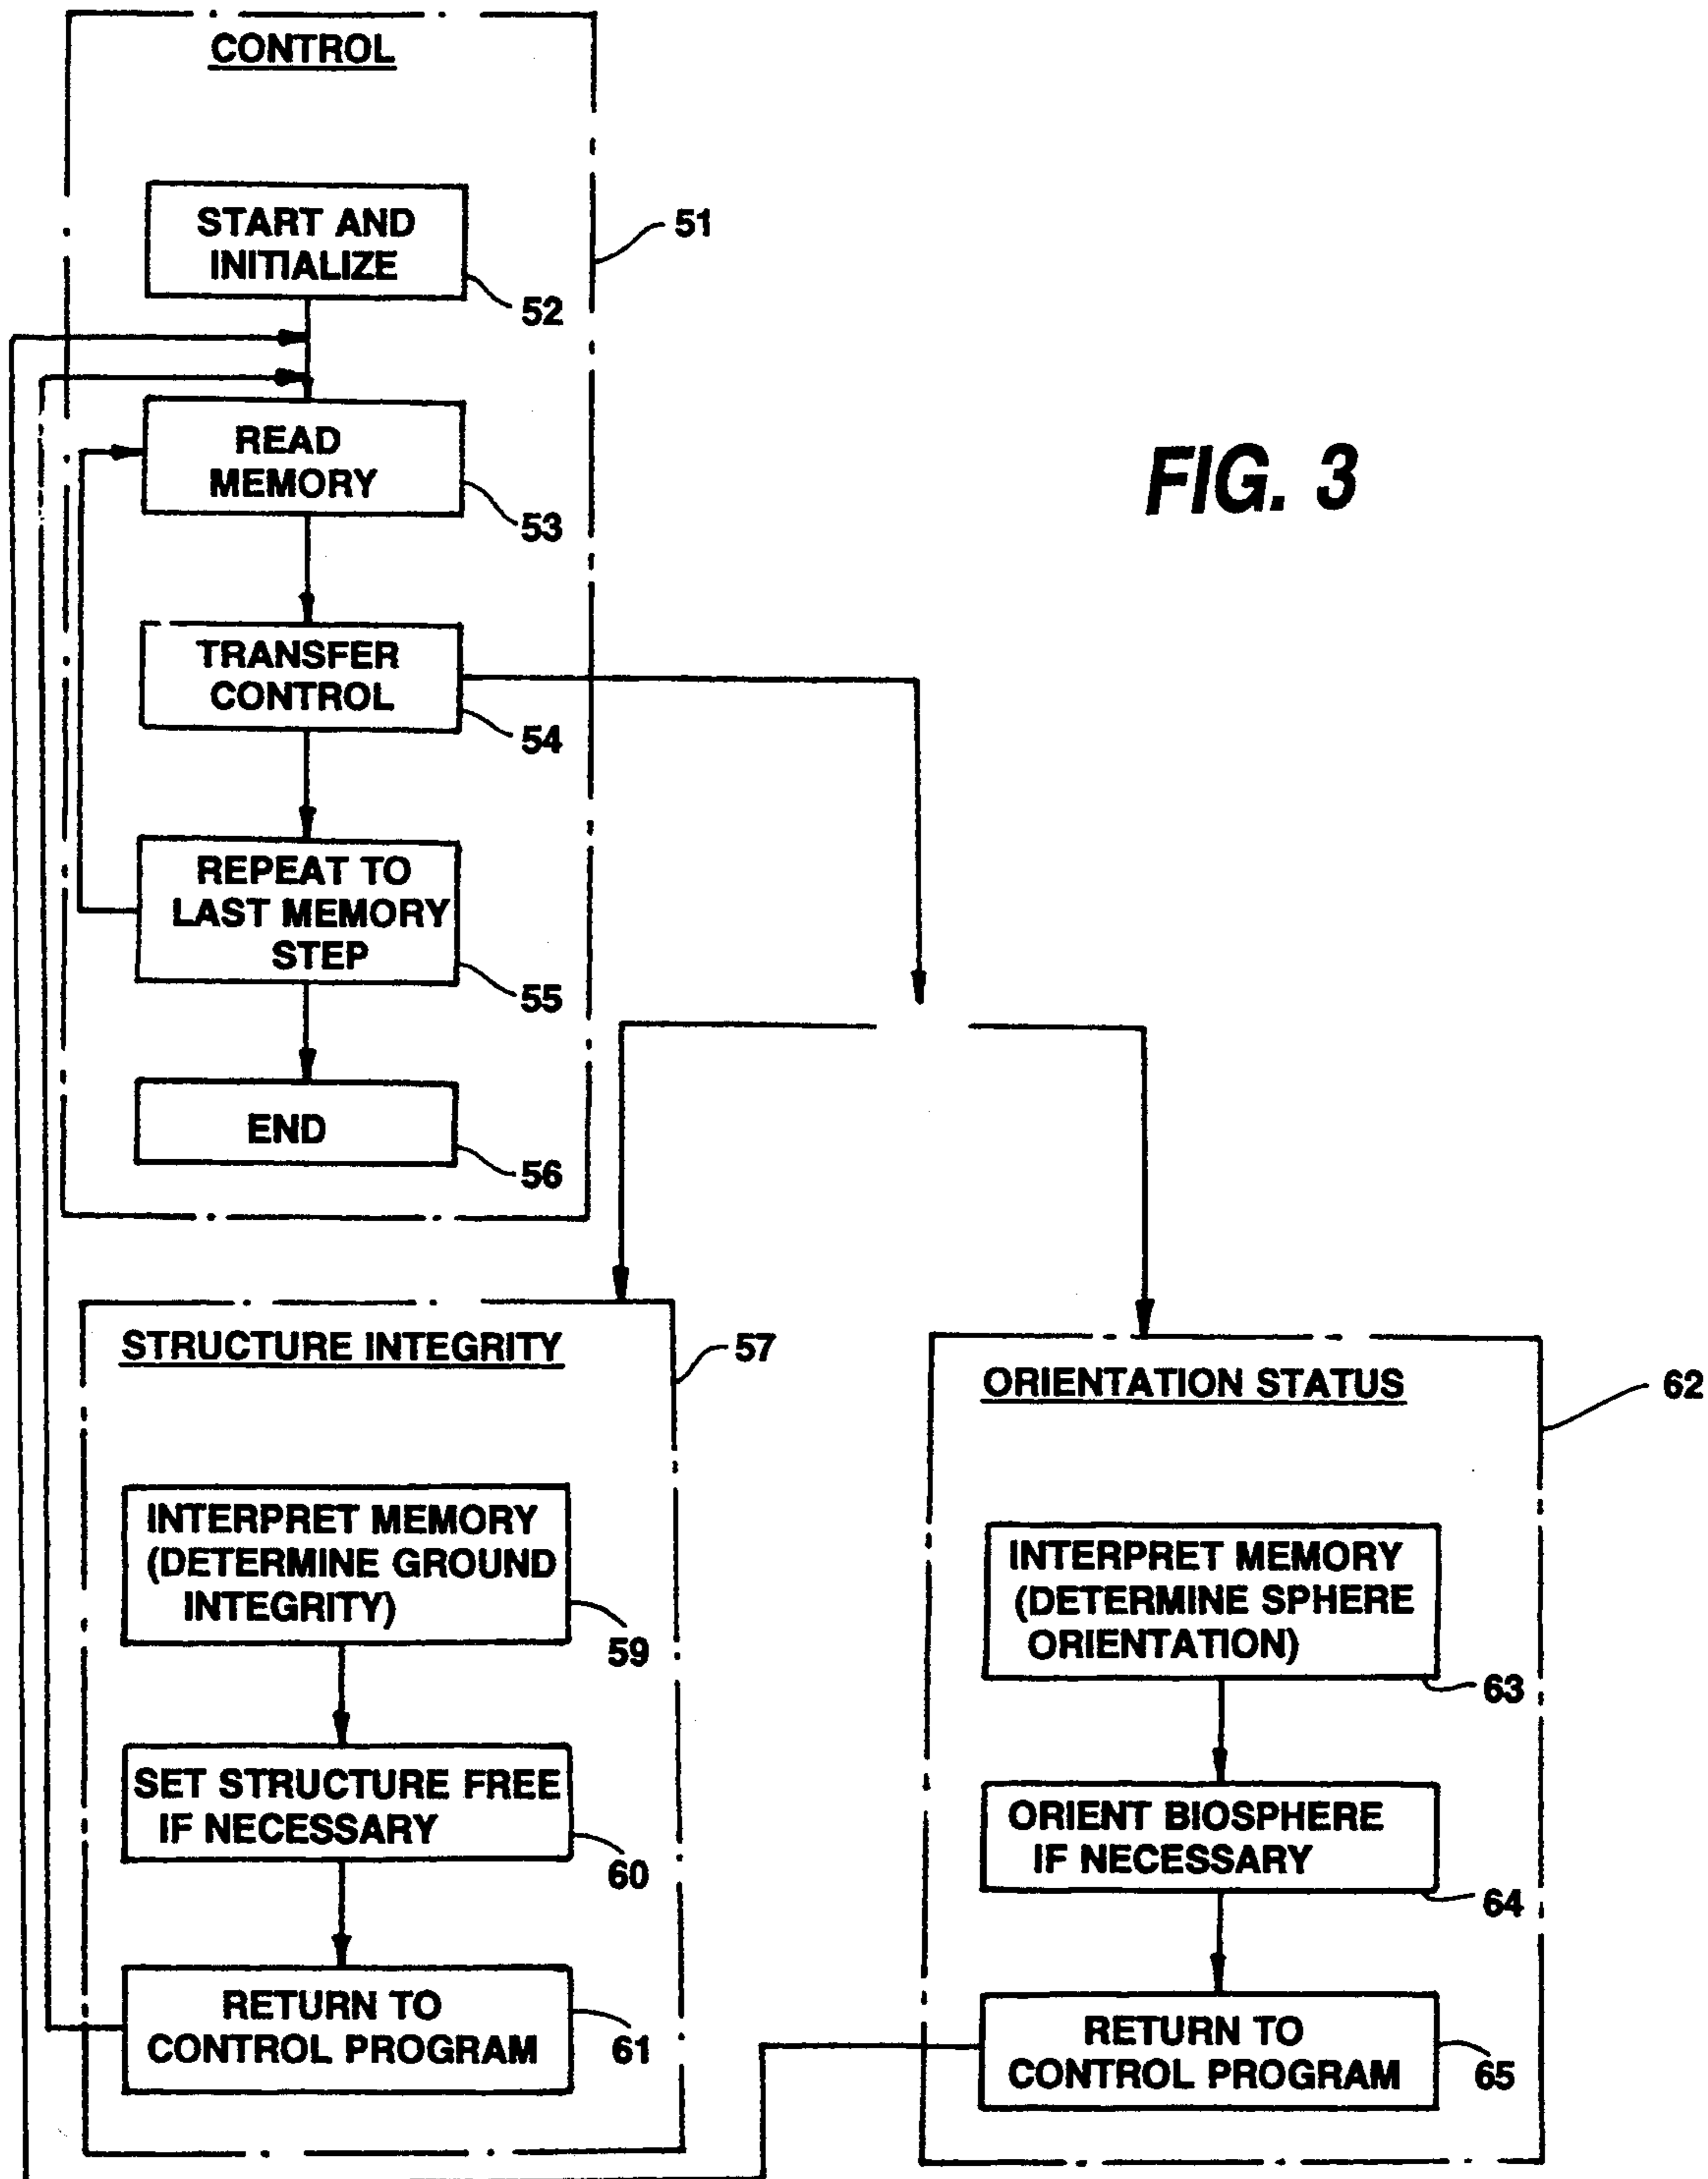 CONTROL
START AND
INITIALIZE
51
52
READ
MEMORY
53
FIG. 3
TRANSFER
CONTROL
54
REPEAT TO
LAST MEMORY
STEP
55
END
56
STRUCTURE INTEGRITY
57
INTERPRET MEMORY
(DETERMINE GROUND
INTEGRITY)
59
SET STRUCTURE FREE
IF NECESSARY
60
RETURN TO
CONTROL PROGRAM
61
ORIENTATION STATUS
62
INTERPRET MEMORY
(DETERMINE SPHERE
ORIENTATION)
63
ORIENT BIOSPHERE
IF NECESSARY
64
RETURN TO
CONTROL PROGRAM
65